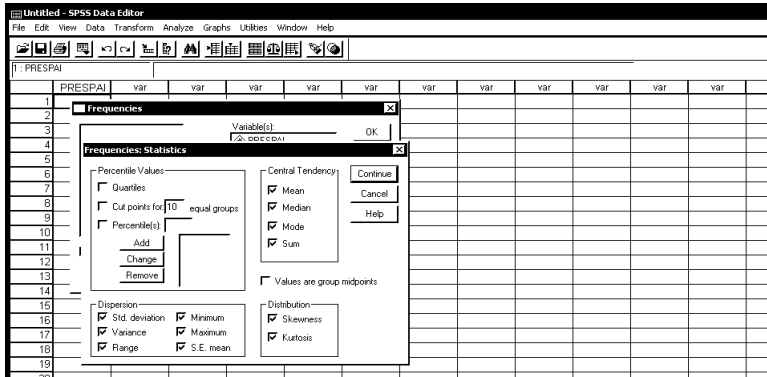 Untitled - SPSS Data Editor
File Edit View Data Transform Analyze Graphs Utilities Window Help
1 : PRESPAI
PRESPAI var var var var var var var var var var
1
2
3
4
5
6
7
8
9
10
11
12
13
14
15
16
17
18
19
20
Frequencies
Variable(s):
PRESPAI
OK
Frequencies: Statistics
Percentile Values
Quartiles
Cut points for: 10 equal groups
Percentile(s):
Add
Change
Remove
Central Tendency
Mean
Median
Mode
Sum
Continue
Cancel
Help
Values are group midpoints
Dispersion
Std. deviation Minimum
Variance Maximum
Range S.E. mean
Distribution
Skewness
Kurtosis